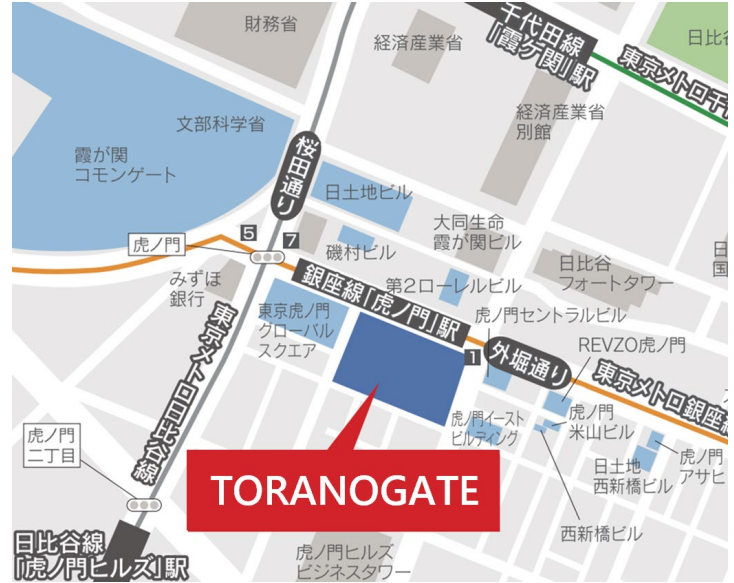 財務省
経済産業省
千代田線
「霞ケ関」駅
東京メトロ千
日比
経済産業省
別館
文部科学省
霞が関
コモンゲート
桜田通り
日土地ビル
大同生命
霞が関ビル
5
7
虎ノ門
磯村ビル
日比谷
フォートタワー
日
国
みずほ
銀行
銀座線「虎ノ門」駅
第2ローレルビル
東京虎ノ門
グローバル
スクエア
虎ノ門セントラルビル
1
外堀通り
REVZO虎ノ門
東京メトロ銀座線
東京メトロ日比谷線
虎ノ門イースト
ビルディング
虎ノ門
米山ビル
虎ノ門
二丁目
日土地
西新橋ビル
虎ノ門
アサヒ
TORANOGATE
西新橋ビル
日比谷線
「虎ノ門ヒルズ」駅
虎ノ門ヒルズ
ビジネスタワー